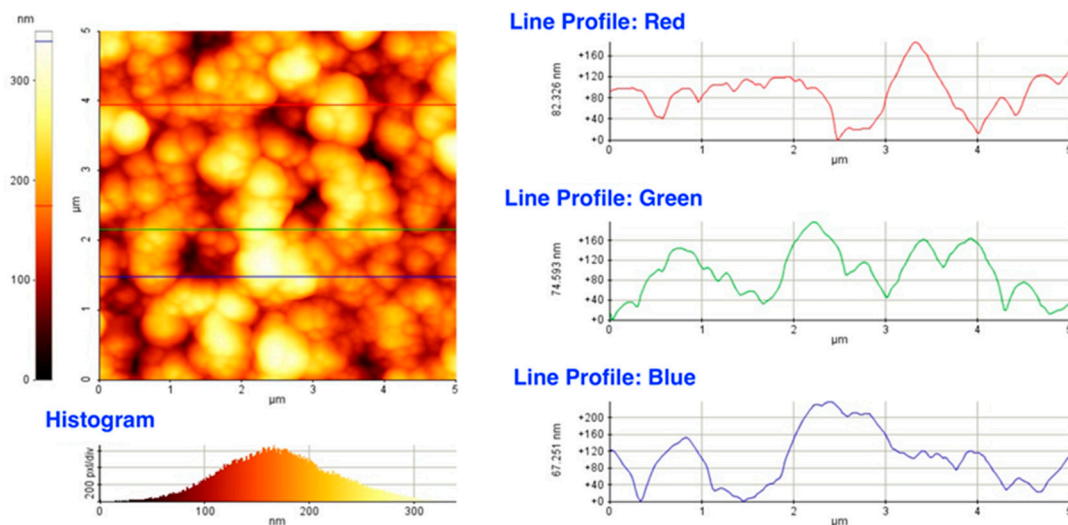 nm
300
200
100
0
5
4
3
µm
2
1
0
0 1 2 3 4 5
µm
Histogram
200 pxl/div
0 100 200 300
nm
Line Profile: Red
82.326 nm
+160
+120
+80
+40
+0
0 1 2 3 4 5
µm
Line Profile: Green
74.593 nm
+160
+120
+80
+40
+0
0 1 2 3 4 5
µm
Line Profile: Blue
67.251 nm
+200
+160
+120
+80
+40
+0
0 1 2 3 4 5
µm